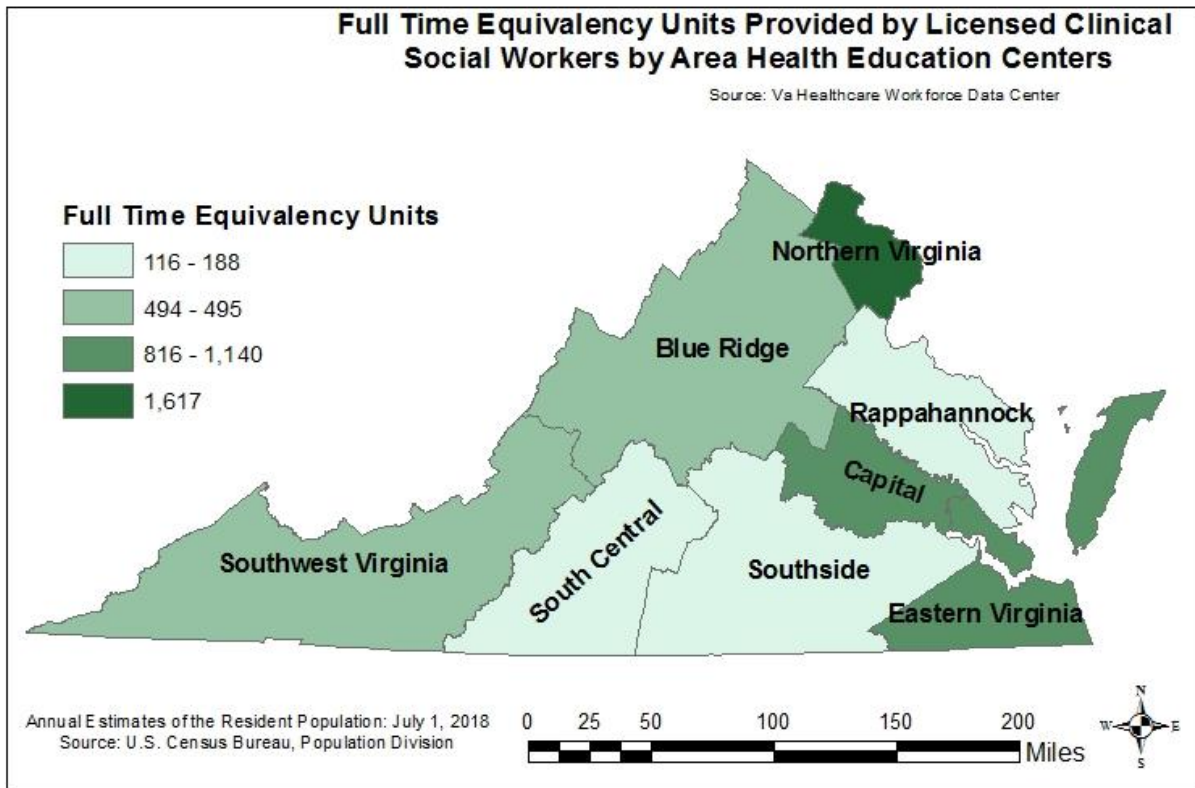 Full Time Equivalency Units Provided by Licensed Clinical
Social Workers by Area Health Education Centers
Source: Va Healthcare Workforce Data Center
Full Time Equivalency Units
116 - 188
494 - 495
816 - 1,140
1,617
Northern Virginia
Blue Ridge
Rappahannock
Capital
Southwest Virginia
South Central
Southside
Eastern Virginia
Annual Estimates of the Resident Population: July 1, 2018
Source: U.S. Census Bureau, Population Division
0 25 50 100 150 200
Miles
N
W E
S